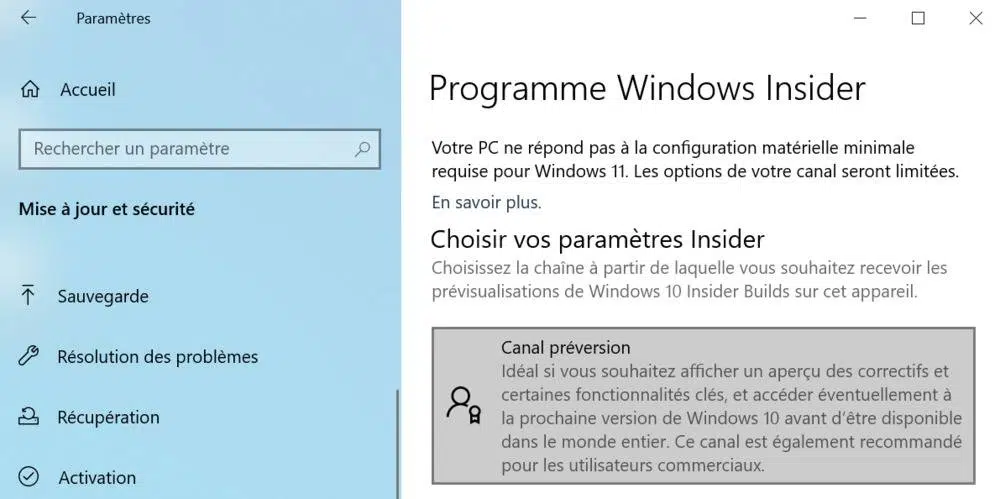 Paramètres
Accueil
Rechercher un paramètre
Mise à jour et sécurité
Sauvegarde
Résolution des problèmes
Récupération
Activation
Programme Windows Insider
Votre PC ne répond pas à la configuration matérielle minimale
requise pour Windows 11. Les options de votre canal seront limitées.
En savoir plus.
Choisir vos paramètres Insider
Choisissez la chaîne à partir de laquelle vous souhaitez recevoir les
prévisualisations de Windows 10 Insider Builds sur cet appareil.
Canal préversion
Idéal si vous souhaitez afficher un aperçu des correctifs et
certaines fonctionnalités clés, et accéder éventuellement à
la prochaine version de Windows 10 avant d'être disponible
dans le monde entier. Ce canal est également recommandé
pour les utilisateurs commerciaux.